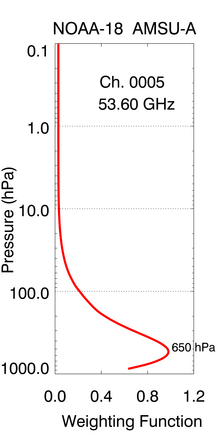 NOAA-18 AMSU-A
0.1
Ch. 0005
53.60 GHz
1.0
10.0
Pressure (hPa)
100.0
650 hPa
1000.0
0.0 0.4 0.8 1.2
Weighting Function